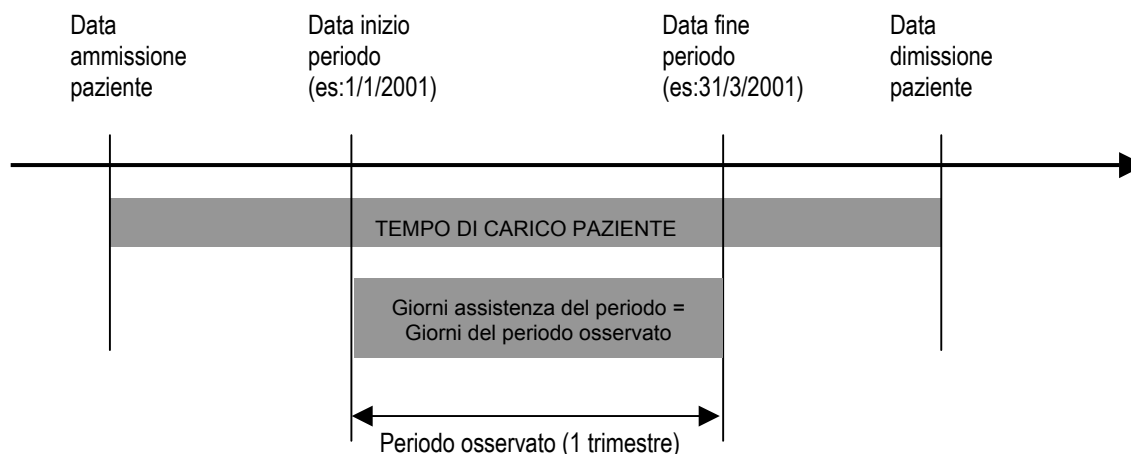 Data
ammissione
paziente
Data inizio
periodo
(es:1/1/2001)
Data fine
periodo
(es:31/3/2001)
Data
dimissione
paziente
TEMPO DI CARICO PAZIENTE
Giorni assistenza del periodo =
Giorni del periodo osservato
Periodo osservato (1 trimestre)